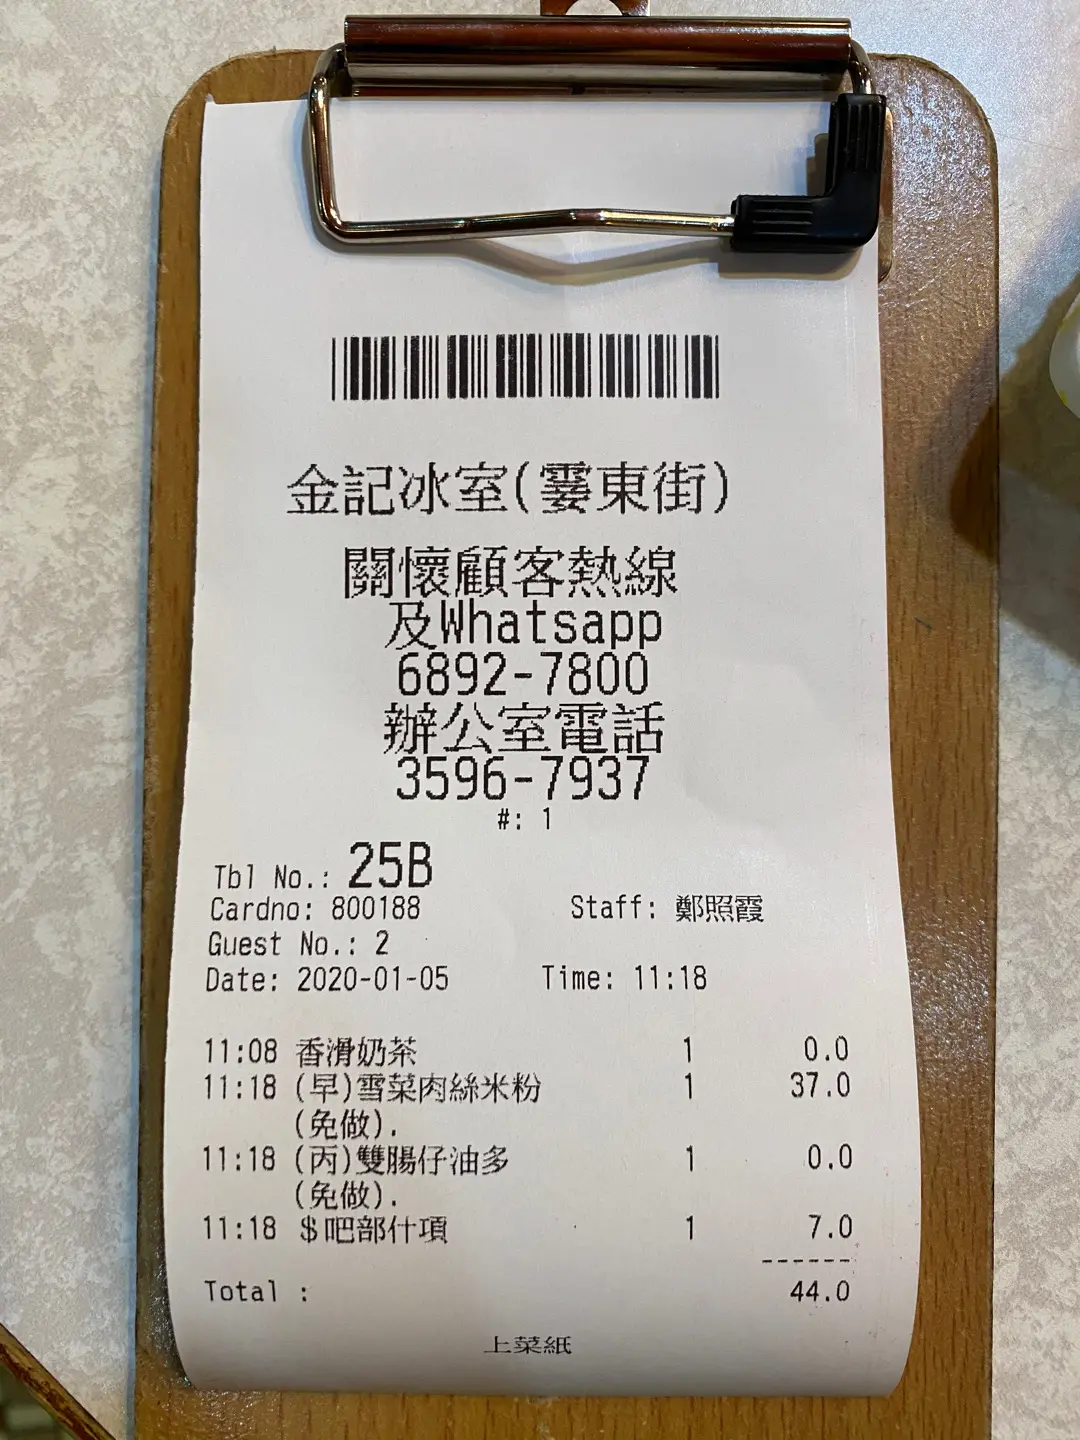 金記冰室(霎東街)
關懷顧客熱線
及Whatsapp
6892-7800
辦公室電話
3596-7937
#: 1
Tbl No.: 25B
Cardno: 800188 Staff: 鄭照霞
Guest No.: 2
Date: 2020-01-05 Time: 11:18
11:08 香滑奶茶 1 0.0
11:18 (早)雪菜肉絲米粉 1 37.0
(免做).
11:18 (丙)雙腸仔油多 1 0.0
(免做).
11:18 $吧部什項 1 7.0
------
Total : 44.0
上菜紙